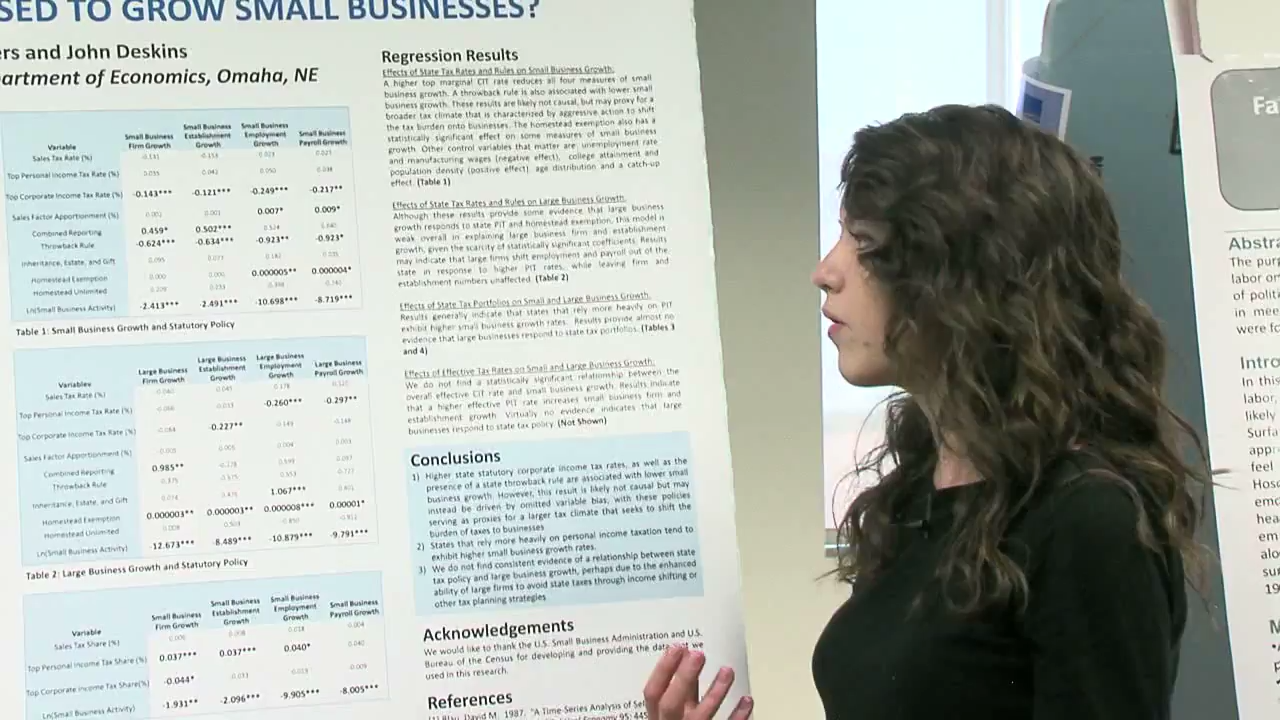 SED TO GROW SMALL BUSINESSES?
ers and John Deskins
partment of Economics, Omaha, NE
Variable
Small Business Firm Growth
Small Business Establishment Growth
Small Business Employment Growth
Small Business Payroll Growth
Sales Tax Rate (%)
Top Personal Income Tax Rate (%)
Top Corporate Income Tax Rate (%) -0.143*** -0.121*** -0.249*** -0.217**
Sales Factor Apportionment (%) 0.007* 0.009*
Combined Reporting 0.459* 0.502***
Throwback Rule -0.624*** -0.634*** -0.923** -0.923*
Inheritance, Estate, and Gift
Homestead Exemption 0.000005** 0.000004*
Homestead Unlimited
Ln(Small Business Activity) -2.413*** -2.491*** -10.698*** -8.719***
Table 1: Small Business Growth and Statutory Policy
Variables
Large Business Firm Growth
Large Business Establishment Growth
Large Business Employment Growth
Large Business Payroll Growth
Sales Tax Rate (%)
Top Personal Income Tax Rate (%) -0.260*** -0.297**
Top Corporate Income Tax Rate (%) -0.227**
Sales Factor Apportionment (%)
Combined Reporting 0.985**
Throwback Rule
Inheritance, Estate, and Gift 1.067***
Homestead Exemption 0.000003** 0.000003** 0.000008*** 0.00001*
Homestead Unlimited
Ln(Small Business Activity) -12.673*** -8.489*** -10.879*** -9.791***
Table 2: Large Business Growth and Statutory Policy
Variable
Small Business Firm Growth
Small Business Establishment Growth
Small Business Employment Growth
Small Business Payroll Growth
Sales Tax Share (%)
Top Personal Income Tax Share (%) 0.037*** 0.037*** 0.040*
Top Corporate Income Tax Share(%) -0.044*
Ln(Small Business Activity) -1.931** -2.096*** -9.905*** -8.005***
Regression Results
Effects of State Tax Rates and Rules on Small Business Growth.
A higher top marginal CIT rate reduces all four measures of small
business growth. A throwback rule is also associated with lower small
business growth. These results are likely not causal, but may proxy for a
broader tax climate that is characterized by aggressive action to shift
the tax burden onto businesses. The homestead exemption also has a
statistically significant effect on some measures of small business
growth. Other control variables that matter are unemployment rate
and manufacturing wages (negative effect), college attainment and
population density (positive effect) age distribution and a catch-up
effect. (Table 1)
Effects of State Tax Rates and Rules on Large Business Growth.
Although these results provide some evidence that large business
growth responds to state PIT and homestead exemption, this model is
weak overall in explaining large business firm and establishment
growth, given the scarcity of statistically significant coefficients. Results
may indicate that large firms shift employment and payroll out of the
state in response to higher PIT rates, while leaving firm and
establishment numbers unaffected. (Table 2)
Effects of State Tax Portfolios on Small and Large Business Growth.
Results generally indicate that states that rely more heavily on PIT
exhibit higher small business growth rates. Results provide almost no
evidence that large businesses respond to state tax portfolios. (Tables 3
and 4)
Effects of Effective Tax Rates on Small and Large Business Growth.
We do not find a statistically significant relationship between the
overall effective CIT rate and small business growth. Results indicate
that a higher effective PIT rate increases small business firm and
establishment growth. Virtually no evidence indicates that large
businesses respond to state tax policy. (Not Shown)
Conclusions
1) Higher state statutory corporate income tax rates, as well as the
presence of a state throwback rule are associated with lower small
business growth. However, this result is likely not causal but may
instead be driven by omitted variable bias, with these policies
serving as proxies for a larger tax climate that seeks to shift the
burden of taxes to businesses
2) States that rely more heavily on personal income taxation tend to
exhibit higher small business growth rates.
3) We do not find consistent evidence of a relationship between state
tax policy and large business growth, perhaps due to the enhanced
ability of large firms to avoid state taxes through income shifting or
other tax planning strategies
Acknowledgements
We would like to thank the U.S. Small Business Administration and U.S.
Bureau of the Census for developing and providing the data we
used in this research.
References
David M. 1987. "A Time-Series Analysis of
Fa
Abstra
The purp
labor or
of politi
in mee
were fo
Intro
In this
labor,
likely
Surfa
appr
feel
Hosc
em
hea
em
alo
su
19
M